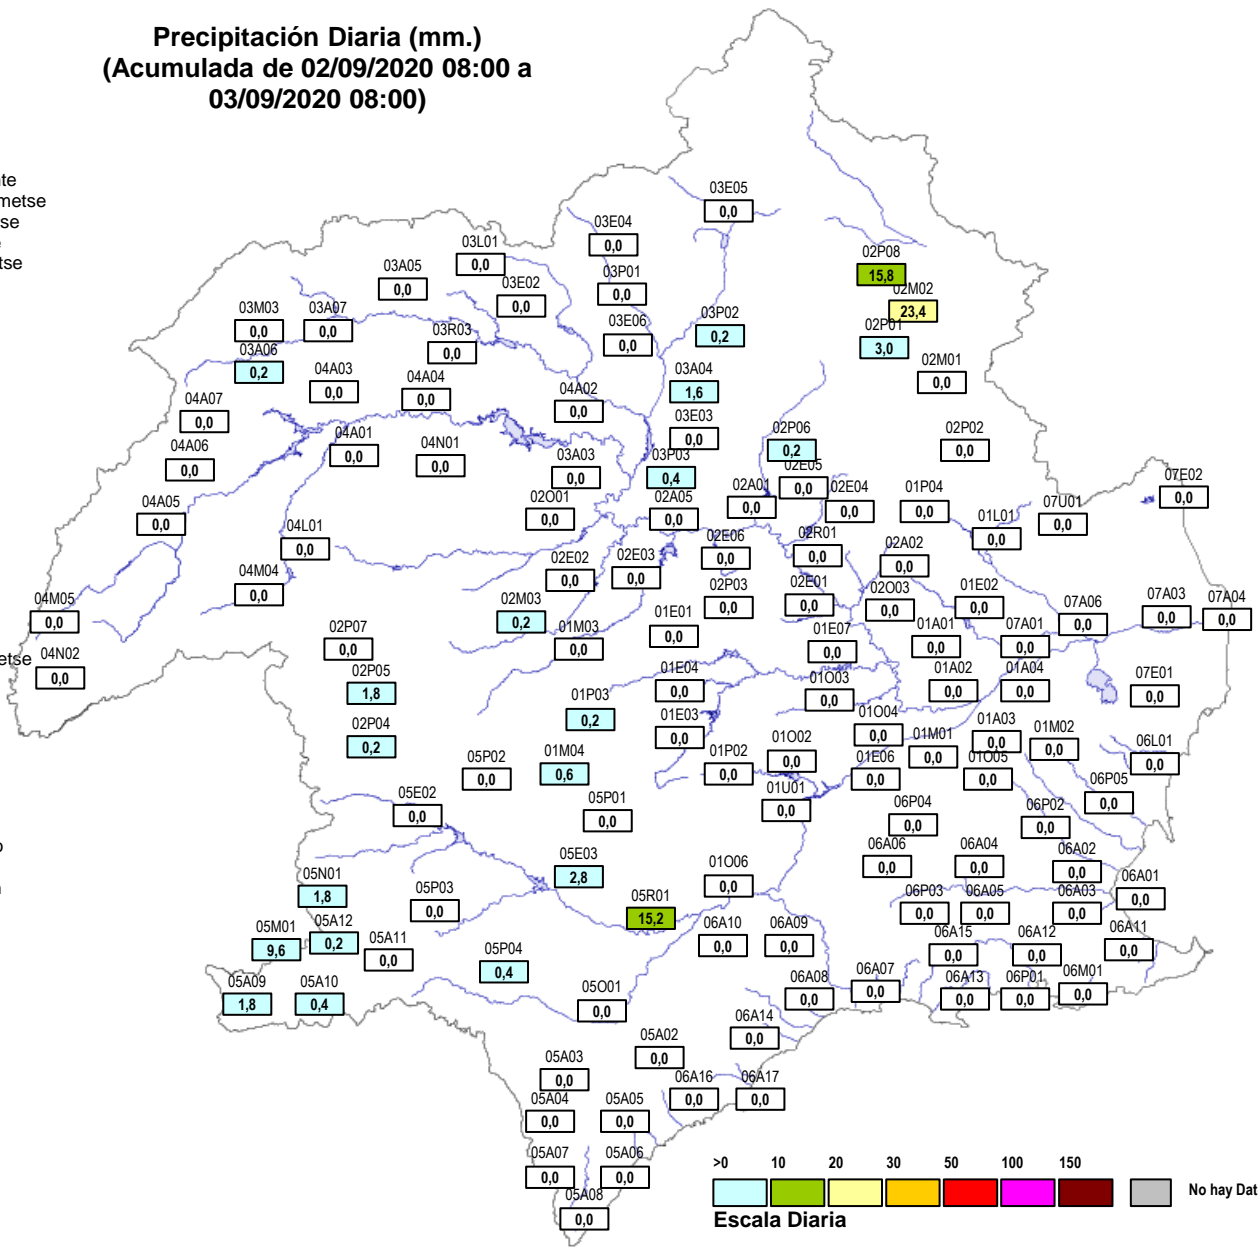 Precipitación Diaria (mm.)
(Acumulada de 02/09/2020 08:00 a
03/09/2020 08:00)
te
metse
se
tse
03E05
0,0
03E04
0,0
03L01
0,0
02P08
15,8
03A05
0,0
03P01
0,0
03E02
0,0
02M02
23,4
03M03
0,0
03A07
0,0
03P02
0,2
03E06
0,0
02P01
3,0
03R03
0,0
03A06
0,2
02M01
0,0
04A03
0,0
04A04
0,0
03A04
1,6
04A02
0,0
04A07
0,0
03E03
0,0
04A01
0,0
04N01
0,0
02P06
0,2
02P02
0,0
04A06
0,0
03A03
0,0
03P03
0,4
02E05
0,0
07E02
0,0
04A05
0,0
02O01
0,0
02A05
0,0
02A01
0,0
02E04
0,0
01P04
0,0
07U01
0,0
01L01
0,0
04L01
0,0
02E06
0,0
02R01
0,0
02A02
0,0
02E02
0,0
02E03
0,0
04M04
0,0
02P03
0,0
02E01
0,0
02O03
0,0
01E02
0,0
07A03
0,0
07A04
0,0
04M05
0,0
02M03
0,2
07A06
0,0
01E01
0,0
01M03
0,0
01E07
0,0
01A01
0,0
07A01
0,0
02P07
0,0
etse
04N02
0,0
02P05
1,8
01E04
0,0
01O03
0,0
01A02
0,0
01A04
0,0
07E01
0,0
01P03
0,2
01E03
0,0
01O04
0,0
01A03
0,0
01M02
0,0
02P04
0,2
01M01
0,0
06L01
0,0
05P02
0,0
01M04
0,6
01P02
0,0
01O02
0,0
01E06
0,0
01O05
0,0
06P05
0,0
05E02
0,0
05P01
0,0
01U01
0,0
06P04
0,0
06P02
0,0
o
05E03
2,8
01O06
0,0
06A06
0,0
06A04
0,0
06A02
0,0
05N01
1,8
05P03
0,0
05R01
15,2
06P03
0,0
06A05
0,0
06A03
0,0
06A01
0,0
05M01
9,6
05A12
0,2
05A11
0,0
06A10
0,0
06A09
0,0
06A15
0,0
06A12
0,0
06A11
0,0
05P04
0,4
05A09
1,8
05A10
0,4
05O01
0,0
06A08
0,0
06A07
0,0
06A13
0,0
06P01
0,0
06M01
0,0
06A14
0,0
05A02
0,0
05A03
0,0
06A16
0,0
06A17
0,0
05A04
0,0
05A05
0,0
05A07
0,0
05A06
0,0
05A08
0,0
>0 10 20 30 50 100 150
No hay Dat
Escala Diaria